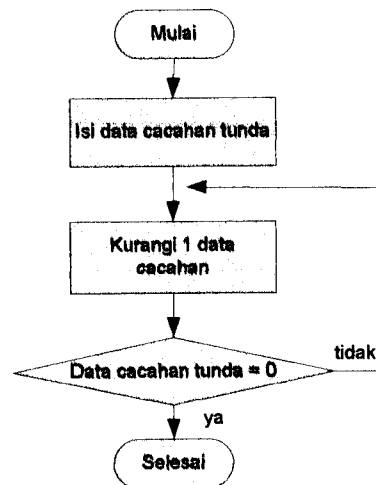 Mulai
Isi data cacahan tunda
Kurangi 1 data
cacahan
Data cacahan tunda = 0
tidak
ya
Selesai